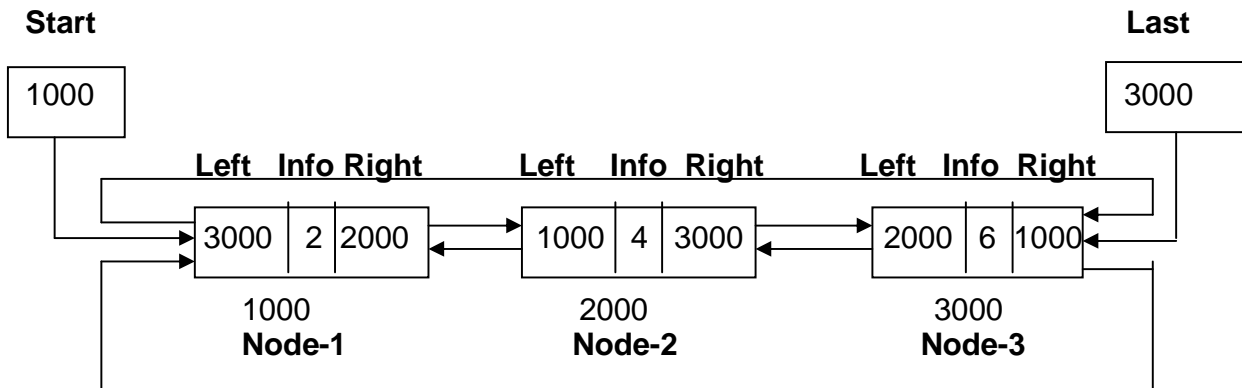 Start Last
1000 3000
Left Info Right Left Info Right Left Info Right
3000 2 2000 1000 4 3000 2000 6 1000
1000 2000 3000
Node-1 Node-2 Node-3